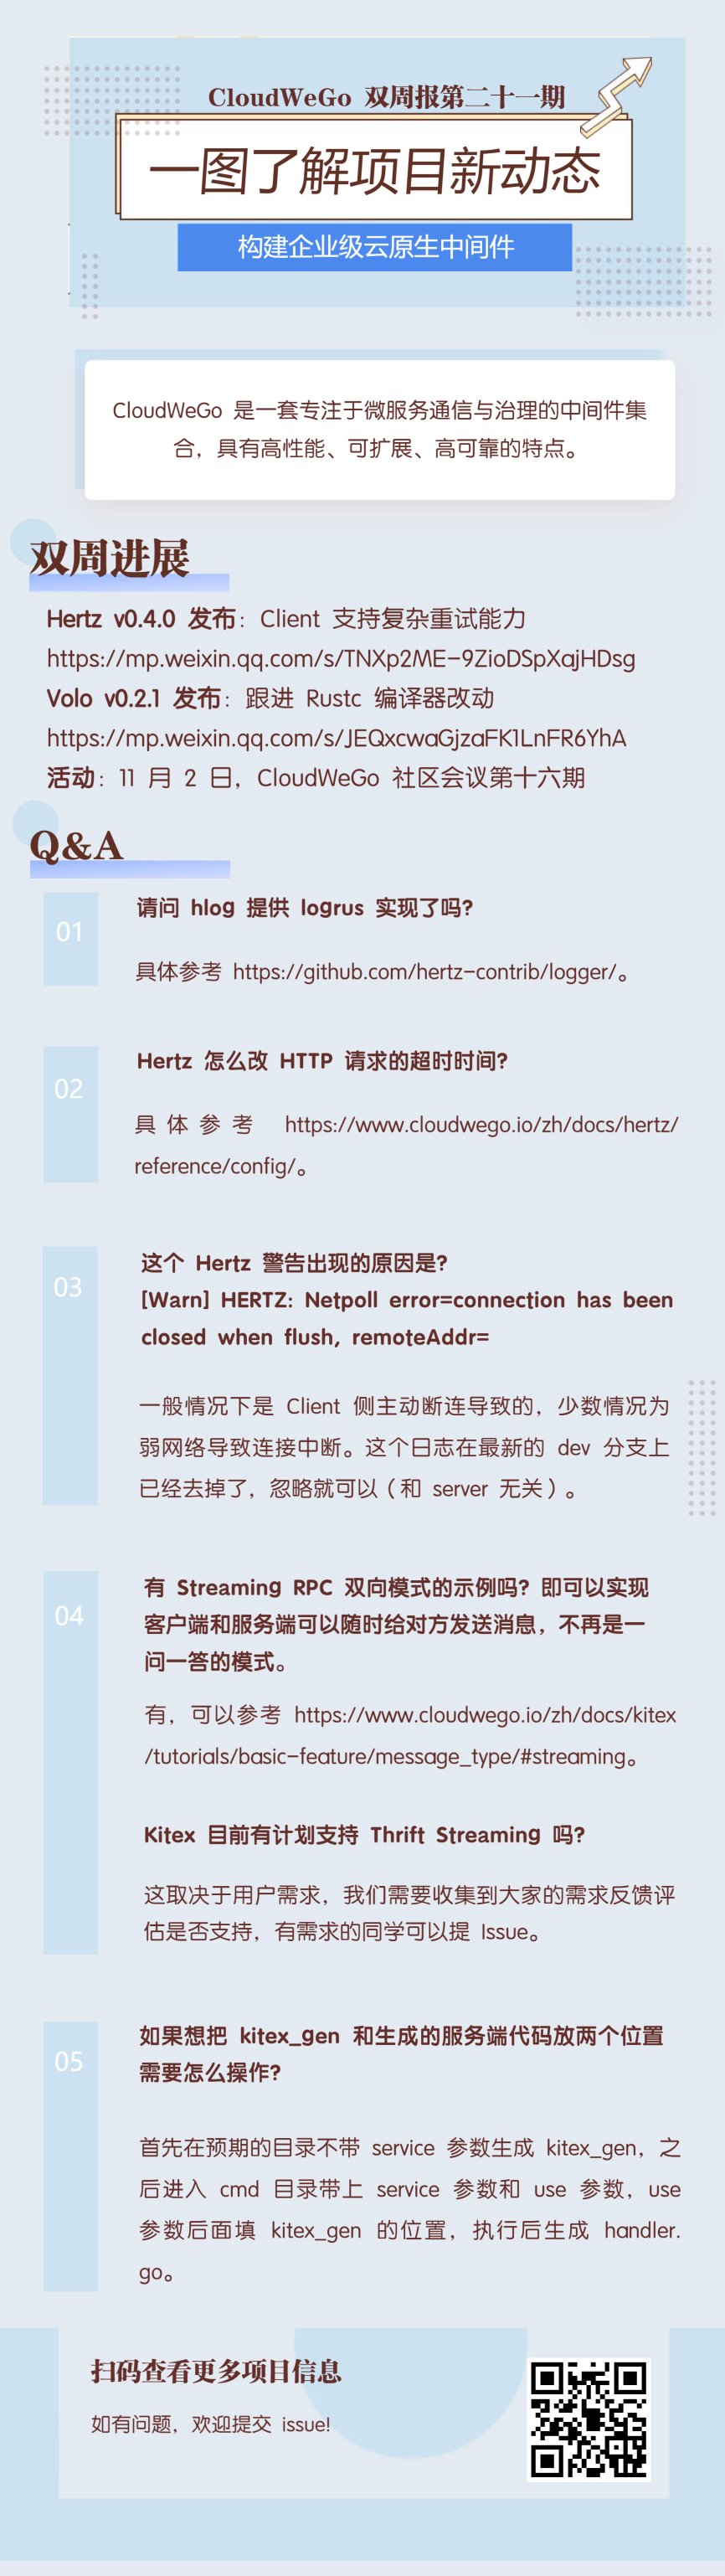 CloudWeGo 双周报第二十一期
一图了解项目新动态
构建企业级云原生中间件
CloudWeGo 是一套专注于微服务通信与治理的中间件集
合，具有高性能、可扩展、高可靠的特点。
双周进展
Hertz v0.4.0 发布：Client 支持复杂重试能力
https://mp.weixin.qq.com/s/TNXp2ME-9ZioDSpXajHDsg
Volo v0.2.1 发布：跟进 Rustc 编译器改动
https://mp.weixin.qq.com/s/JEQxcwaGjzaFK1LnFR6YhA
活动：11 月 2 日，CloudWeGo 社区会议第十六期
Q&A
01
请问 hlog 提供 logrus 实现了吗？
具体参考 https://github.com/hertz-contrib/logger/。
02
Hertz 怎么改 HTTP 请求的超时时间？
具体参考 https://www.cloudwego.io/zh/docs/hertz/
reference/config/。
03
这个 Hertz 警告出现的原因是？
[Warn] HERTZ: Netpoll error=connection has been
closed when flush, remoteAddr=
一般情况下是 Client 侧主动断连导致的，少数情况为
弱网络导致连接中断。这个日志在最新的 dev 分支上
已经去掉了，忽略就可以（和 server 无关）。
04
有 Streaming RPC 双向模式的示例吗？即可以实现
客户端和服务端可以随时给对方发送消息，不再是一
问一答的模式。
有，可以参考 https://www.cloudwego.io/zh/docs/kitex
/tutorials/basic-feature/message_type/#streaming。
Kitex 目前有计划支持 Thrift Streaming 吗？
这取决于用户需求，我们需要收集到大家的需求反馈评
估是否支持，有需求的同学可以提 Issue。
05
如果想把 kitex_gen 和生成的服务端代码放两个位置
需要怎么操作？
首先在预期的目录不带 service 参数生成 kitex_gen，之
后进入 cmd 目录带上 service 参数和 use 参数，use
参数后面填 kitex_gen 的位置，执行后生成 handler.
go。
扫码查看更多项目信息
如有问题，欢迎提交 issue!